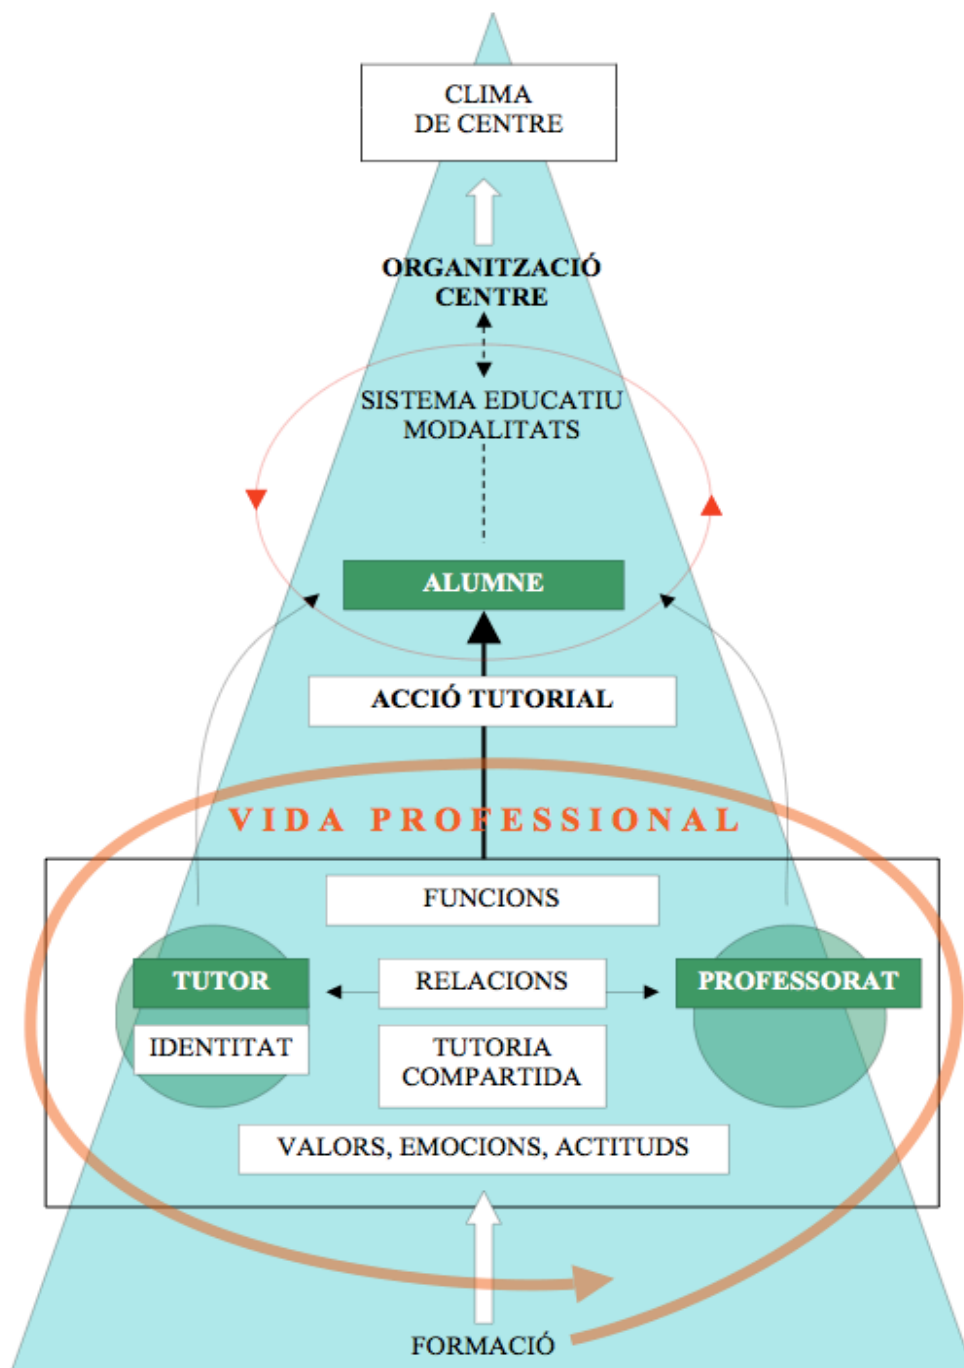 CLIMA
DE CENTRE
ORGANITZACIÓ
CENTRE
SISTEMA EDUCATIU
MODALITATS
ALUMNE
ACCIÓ TUTORIAL
VIDA PROFESSIONAL
FUNCIONS
TUTOR
RELACIONS
PROFESSORAT
IDENTITAT
TUTORIA
COMPARTIDA
VALORS, EMOCIONS, ACTITUDS
FORMACIÓ